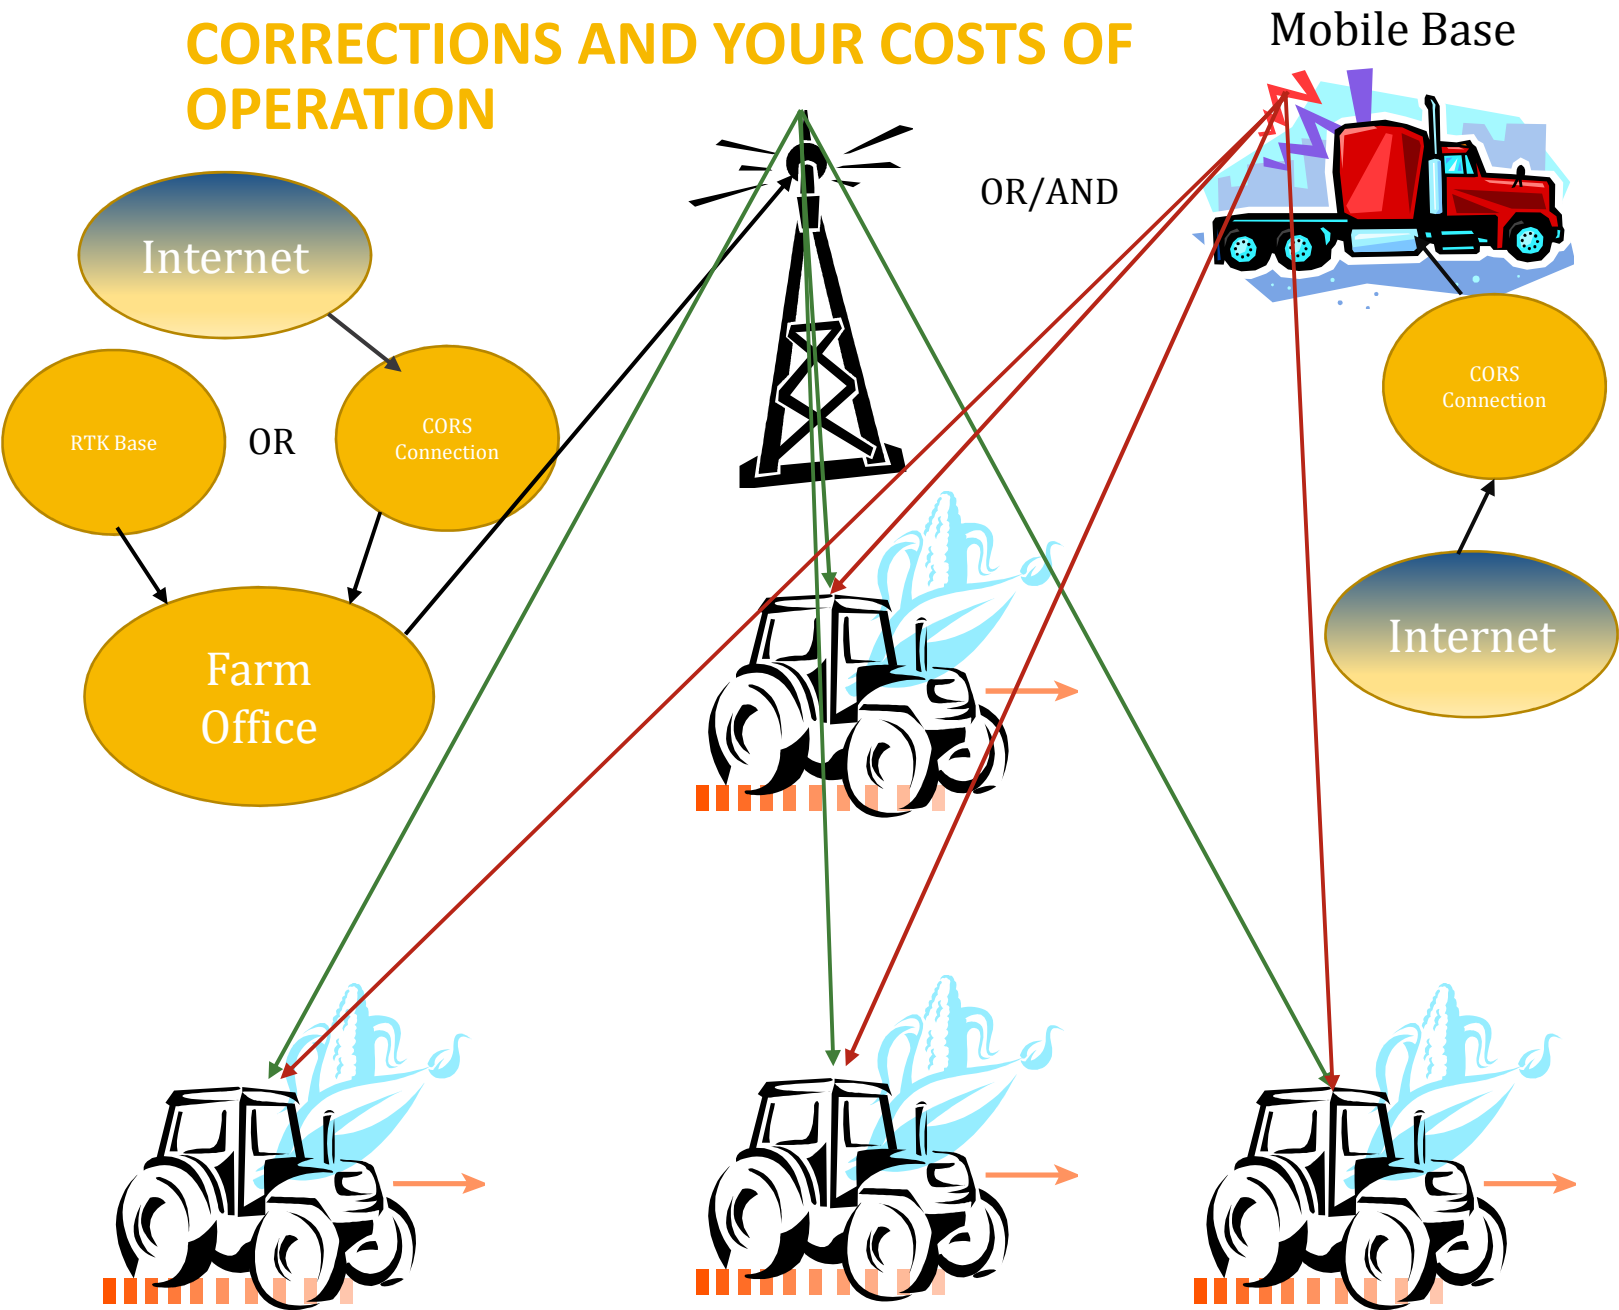 CORRECTIONS AND YOUR COSTS OF
OPERATION
Mobile Base
OR/AND
Internet
RTK Base
OR
CORS
Connection
Farm
Office
CORS
Connection
Internet